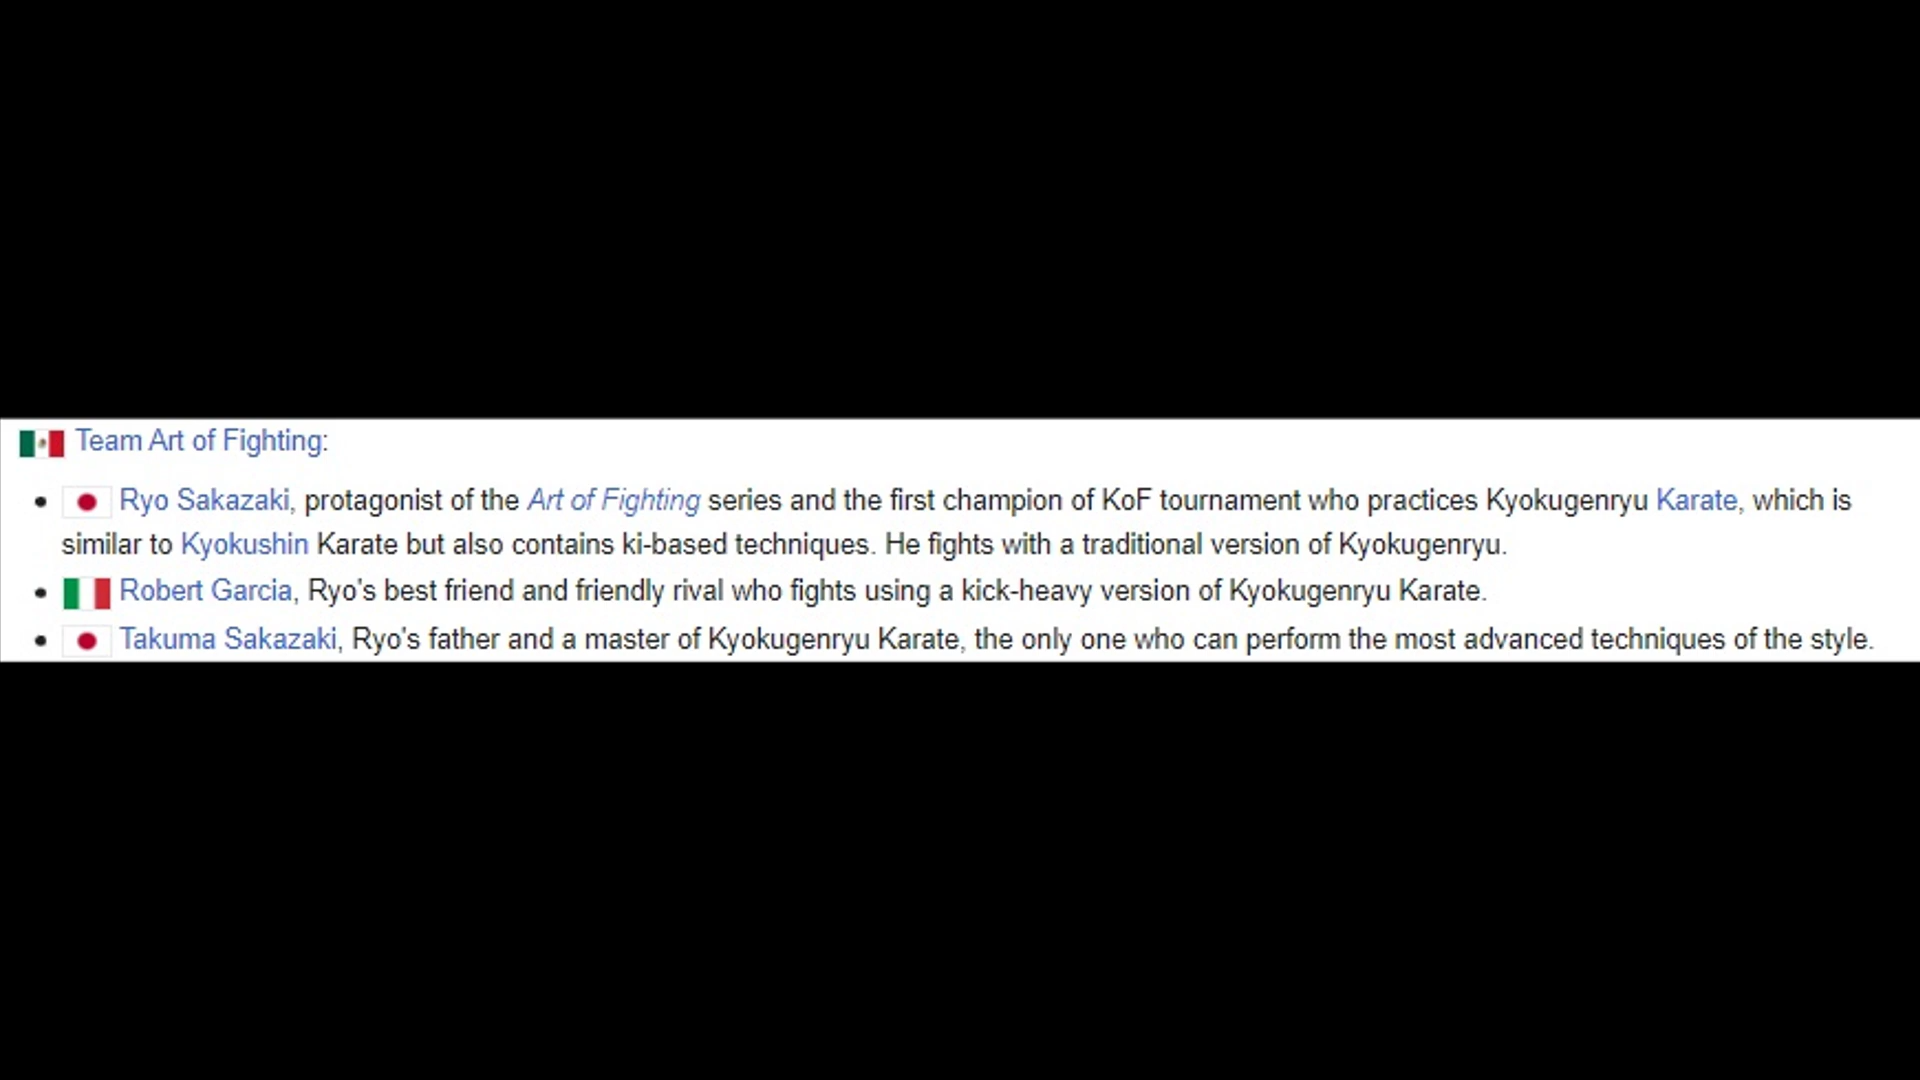 Team Art of Fighting:
• Ryo Sakazaki, protagonist of the Art of Fighting series and the first champion of KoF tournament who practices Kyokugenryu Karate, which is
similar to Kyokushin Karate but also contains ki-based techniques. He fights with a traditional version of Kyokugenryu.
• Robert Garcia, Ryo's best friend and friendly rival who fights using a kick-heavy version of Kyokugenryu Karate.
• Takuma Sakazaki, Ryo's father and a master of Kyokugenryu Karate, the only one who can perform the most advanced techniques of the style.